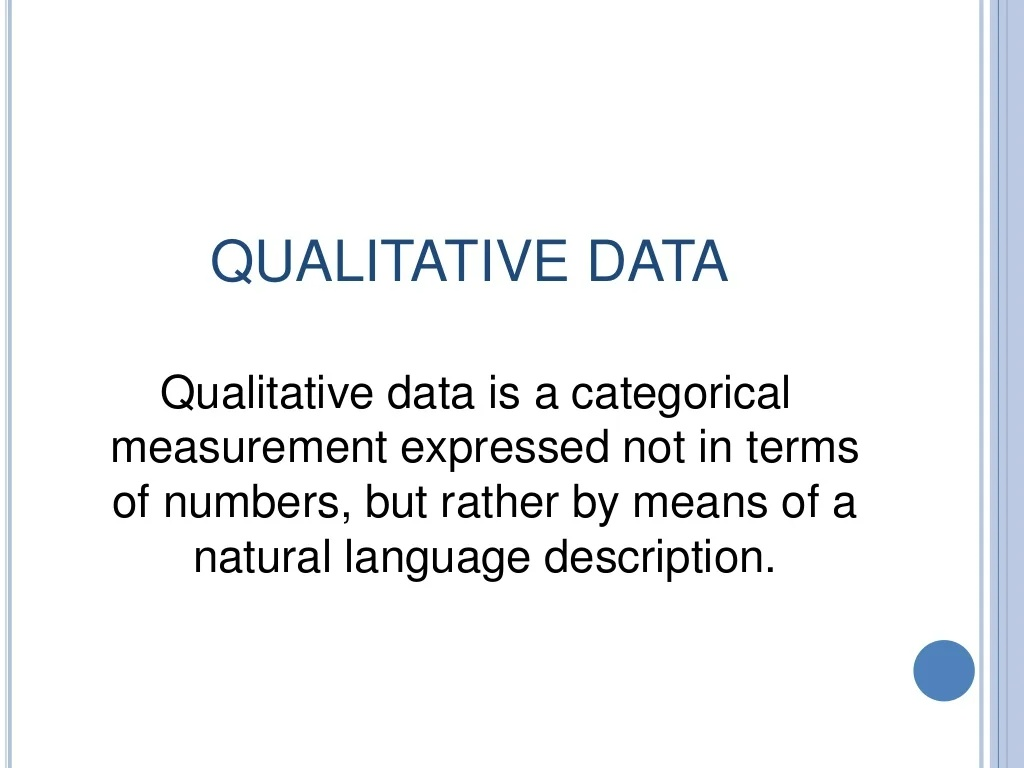 QUALITATIVE DATA
Qualitative data is a categorical
measurement expressed not in terms
of numbers, but rather by means of a
natural language description.